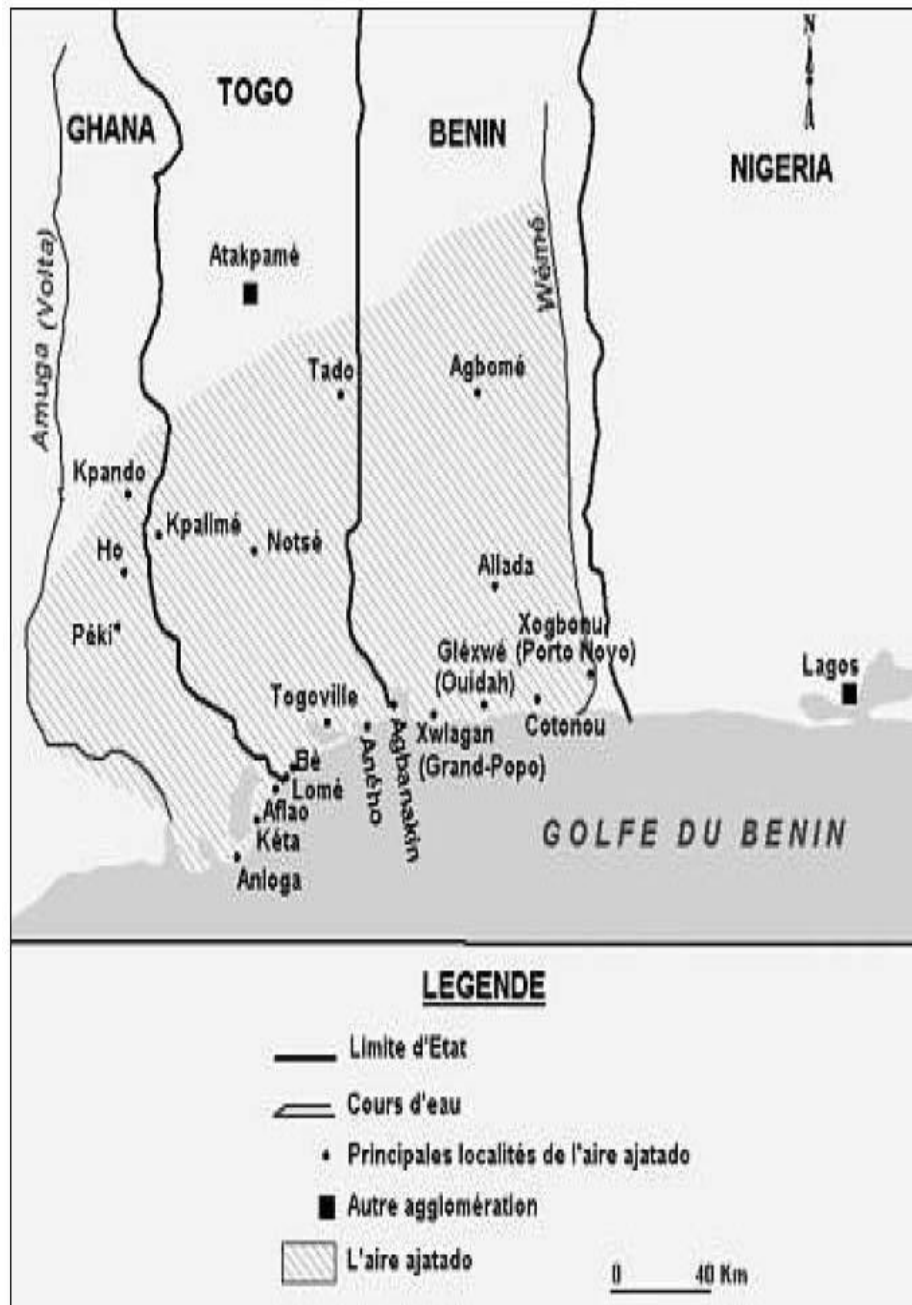 N
TOGO
GHANA
BENIN
NIGERIA
Atakpamé
Wémé
Amuga (Volta)
Tado
Agbomé
Kpando
Kpalimé
Notsé
Ho
Allada
Péki
Xogbonu
(Porto Novo)
Gléxwé
(Ouidah)
Lagos
Togoville
Cotonou
Xwlagan
(Grand-Popo)
Agbanakin
Aného
Bè
Lomé
Aflao
Kéta
Anloga
GOLFE DU BENIN
LEGENDE
Limite d'Etat
Cours d'eau
Principales localités de l'aire ajatado
Autre agglomération
L'aire ajatado
0 40 Km